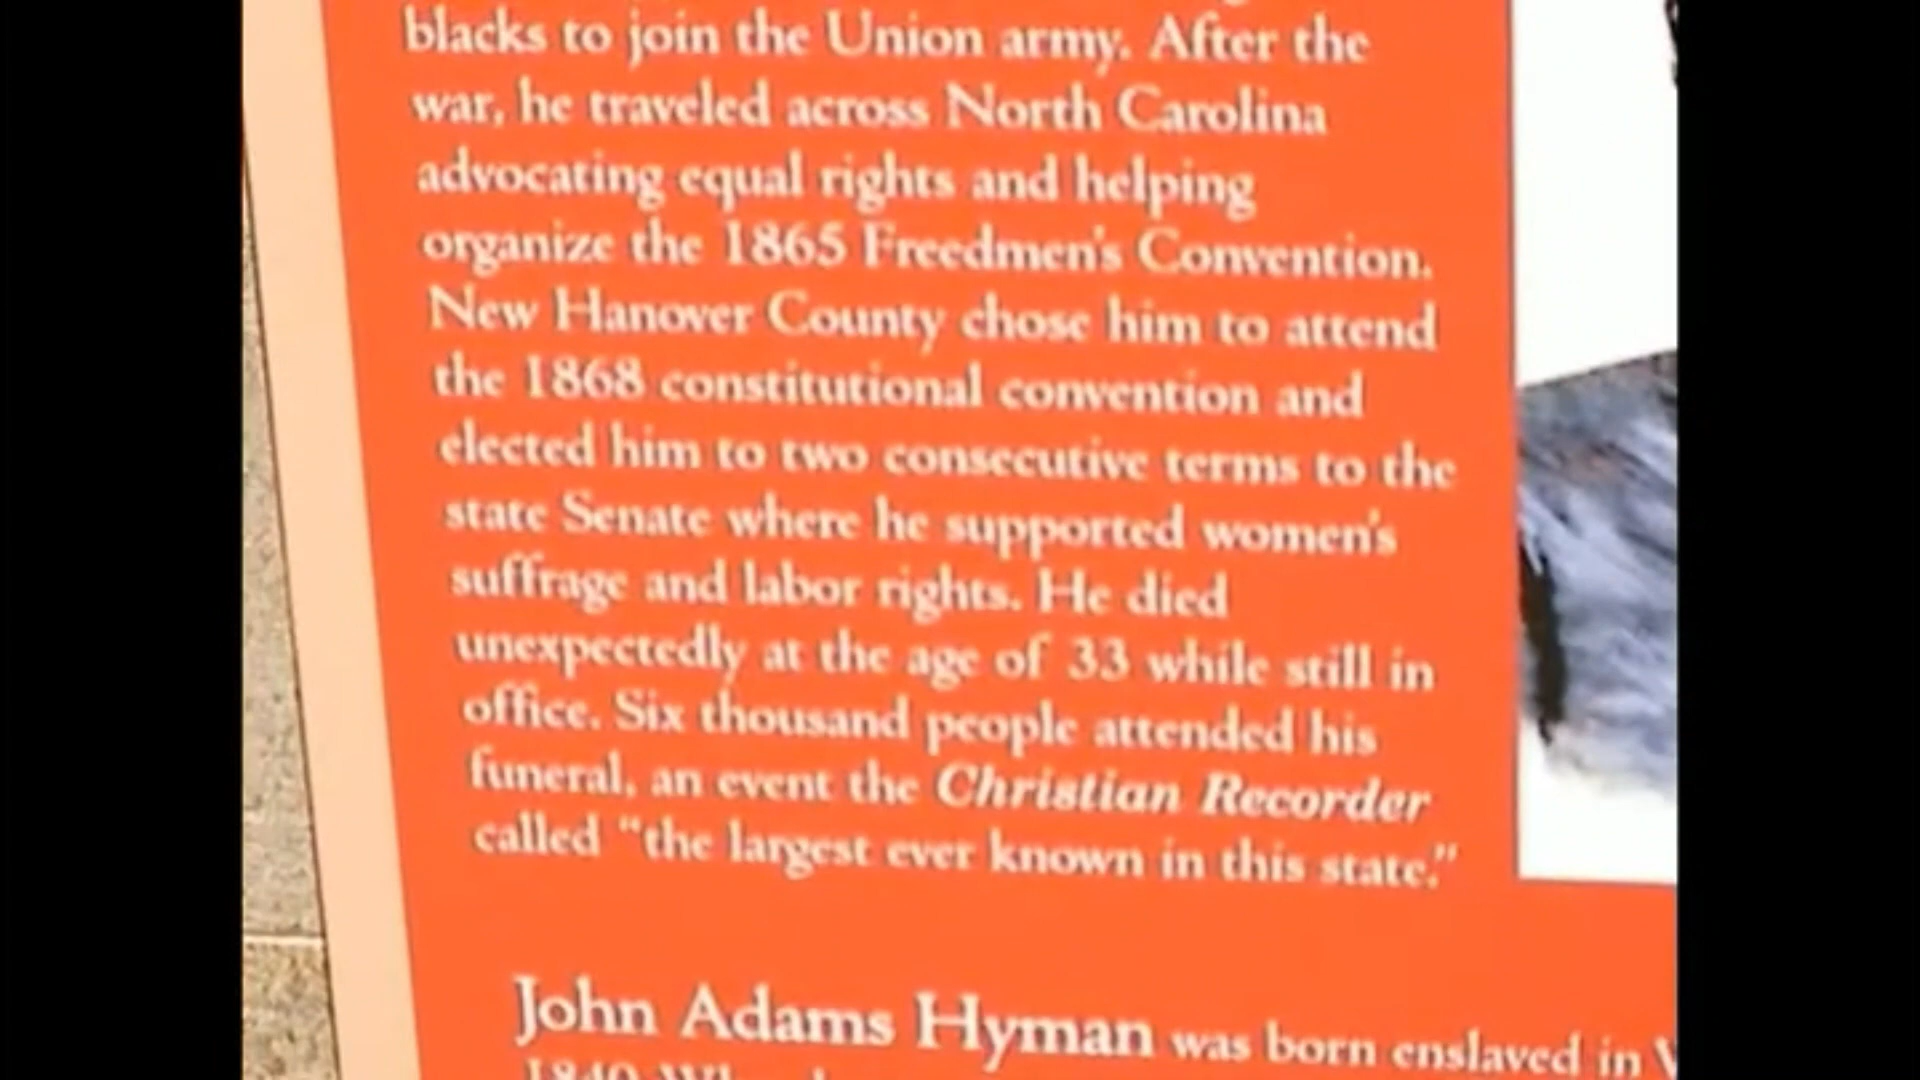 blacks to join the Union army. After the
war, he traveled across North Carolina
advocating equal rights and helping
organize the 1865 Freedmen's Convention.
New Hanover County chose him to attend
the 1868 constitutional convention and
elected him to two consecutive terms to the
state Senate where he supported women's
suffrage and labor rights. He died
unexpectedly at the age of 33 while still in
office. Six thousand people attended his
funeral, an event the Christian Recorder
called “the largest ever known in this state.”
John Adams Hyman was born enslaved in
1840